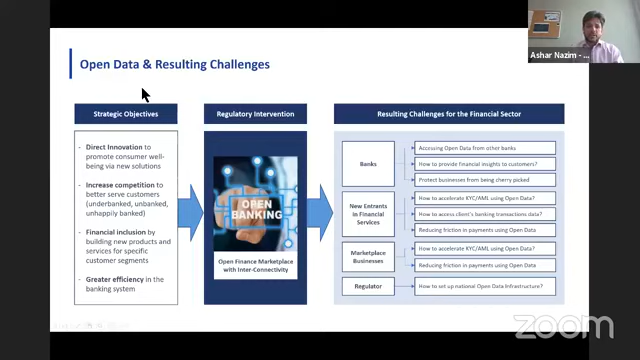 Ashar Nazim - ...
Open Data & Resulting Challenges
Strategic Objectives
- Direct Innovation to
promote consumer well-
being via new solutions
- Increase competition to
better serve customers
(underbanked, unbanked,
unhappily banked)
- Financial inclusion by
building new products and
services for specific
customer segments
- Greater efficiency in the
banking system
Regulatory Intervention
OPEN
BANKING
Open Finance Marketplace
with Inter-Connectivity
Resulting Challenges for the Financial Sector
Banks
Accessing Open Data from other banks
How to provide financial insights to customers?
Protect businesses from being cherry picked
New Entrants
in Financial
Services
How to accelerate KYC/AML using Open Data?
How to access client's banking transactions data?
Reducing friction in payments using Open Data
Marketplace
Businesses
How to accelerate KYC/AML using Open Data?
Reducing friction in payments using Open Data
Regulator
How to set up national Open Data Infrastructure?
zoom